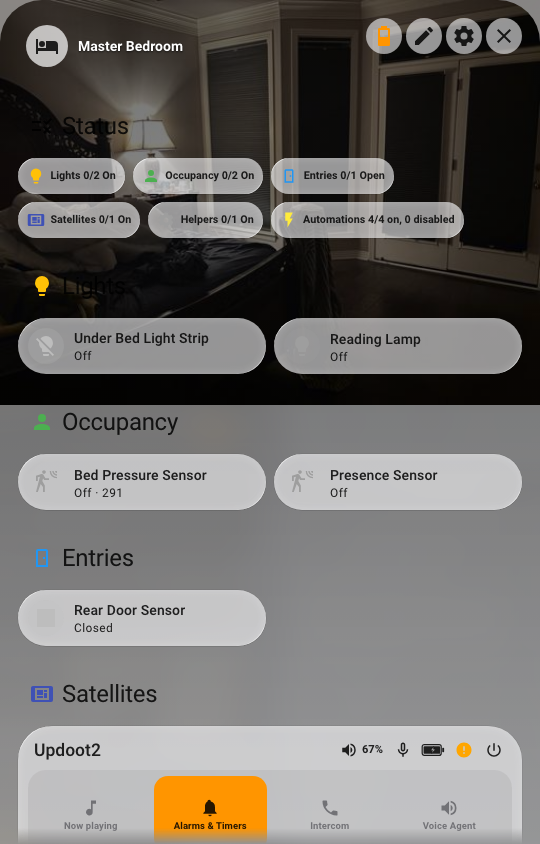 Master Bedroom
Status
Lights 0/2 On
Occupancy 0/2 On
Entries 0/1 Open
Satellites 0/1 On
Helpers 0/1 On
Automations 4/4 on, 0 disabled
Lights
Under Bed Light Strip
Off
Reading Lamp
Off
Occupancy
Bed Pressure Sensor
Off · 291
Presence Sensor
Off
Entries
Rear Door Sensor
Closed
Satellites
Updoot2
67%
Now playing
Alarms & Timers
Intercom
Voice Agent